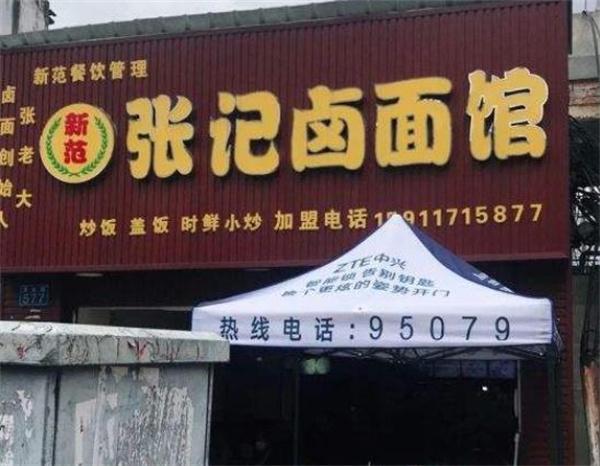 新范餐饮管理
卤面创始人
张老大
新范
张记卤面馆
炒饭 盖饭 时鲜小炒 加盟电话 15911715877
577
ZTE中兴
智能锁 告别钥匙
换个更炫的姿势开门
热线电话:95079